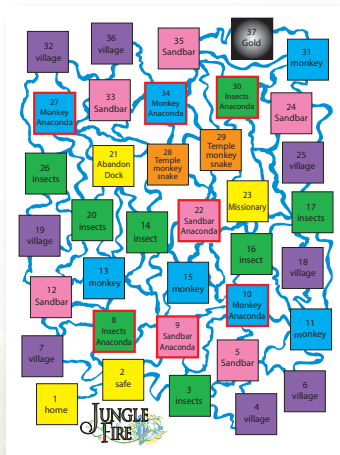 37
Gold
36
village
35
Sandbar
32
village
31
monkey
30
Insects
Anaconda
33
Sandbar
34
Monkey
Anaconda
27
Monkey
Anaconda
24
Sandbar
29
Temple
monkey
snake
28
Temple
monkey
snake
21
Abandon
Dock
25
village
26
insects
23
Missionary
17
insects
22
Sandbar
Anaconda
20
insects
14
insect
19
village
16
insect
18
village
13
monkey
15
monkey
12
Sandbar
10
Monkey
Anaconda
11
monkey
8
Insects
Anaconda
9
Sandbar
Anaconda
7
village
5
Sandbar
2
safe
6
village
3
insects
1
home
4
village
JUNGLE
FIRE